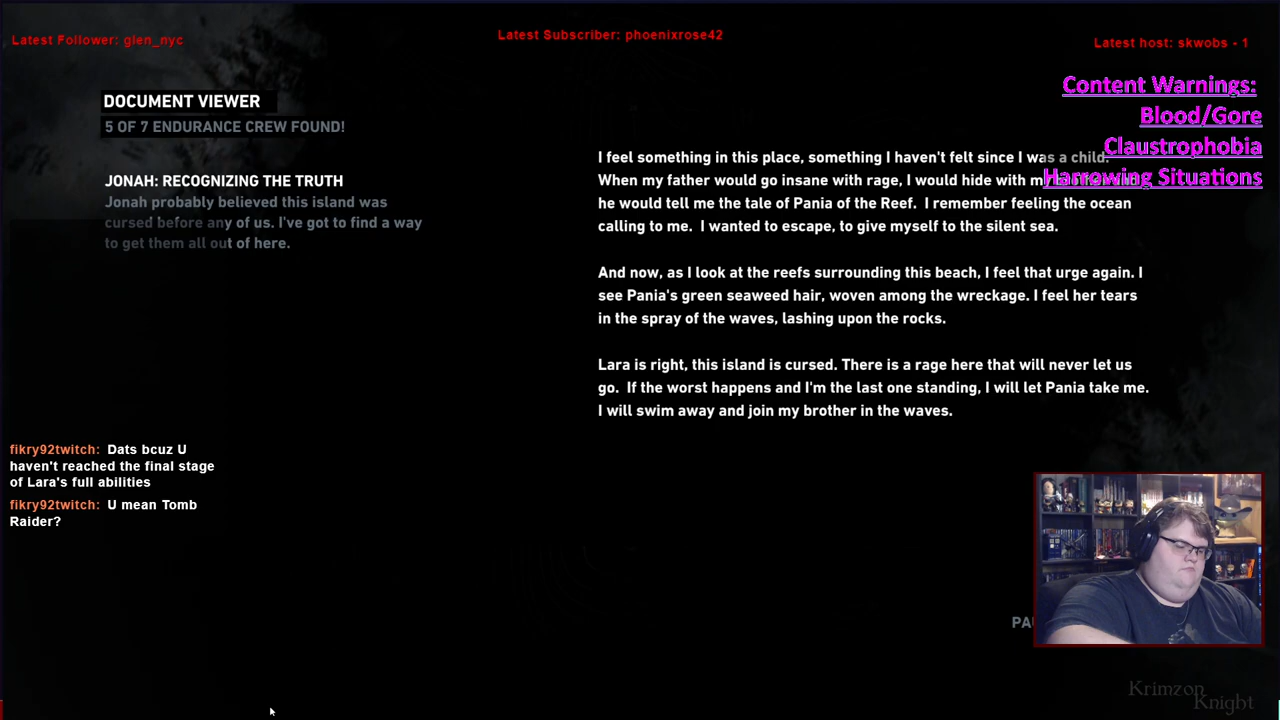 Latest Follower: glen_nyc
Latest Subscriber: phoenixrose42
Latest host: skwobs - 1
Content Warnings:
Blood/Gore
Claustrophobia
Harrowing Situations
DOCUMENT VIEWER
5 OF 7 ENDURANCE CREW FOUND!
JONAH: RECOGNIZING THE TRUTH
Jonah probably believed this island was
cursed before any of us. I've got to find a way
to get them all out of here.
I feel something in this place, something I haven't felt since I was a child.
When my father would go insane with rage, I would hide with
he would tell me the tale of Pania of the Reef. I remember feeling the ocean
calling to me. I wanted to escape, to give myself to the silent sea.
And now, as I look at the reefs surrounding this beach, I feel that urge again. I
see Pania's green seaweed hair, woven among the wreckage. I feel her tears
in the spray of the waves, lashing upon the rocks.
Lara is right, this island is cursed. There is a rage here that will never let us
go. If the worst happens and I'm the last one standing, I will let Pania take me.
I will swim away and join my brother in the waves.
fikry92twitch: Dats bcuz U
haven't reached the final stage
of Lara's full abilities
fikry92twitch: U mean Tomb
Raider?
Krimzon
Knight